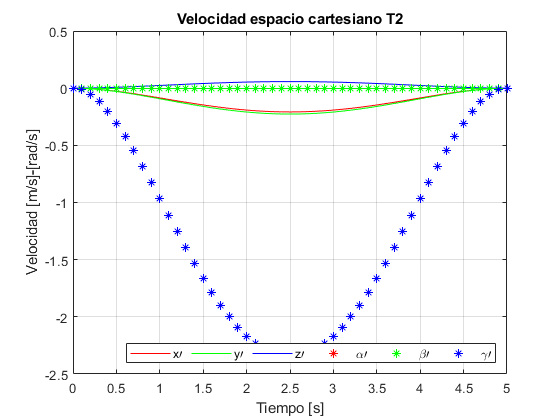 Velocidad espacio cartesiano T2
Velocidad [m/s]-[rad/s]
0.5
0
-0.5
-1
-1.5
-2
-2.5
x′ y′ z′ α′ β′ γ′
0 0.5 1 1.5 2 2.5 3 3.5 4 4.5 5
Tiempo [s]